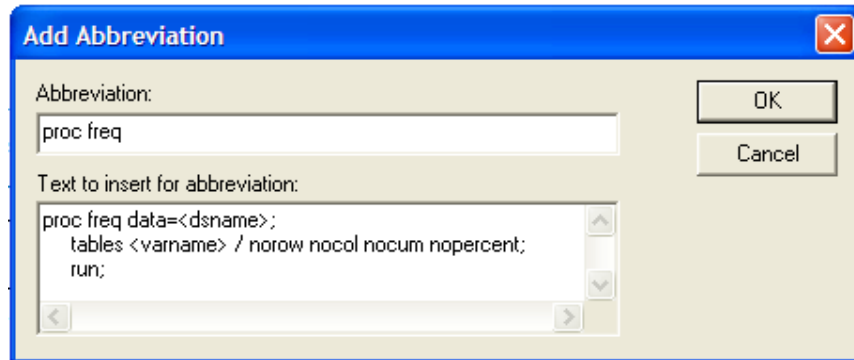 Add Abbreviation
Abbreviation:
OK
proc freq
Cancel
Text to insert for abbreviation:
proc freq data=<dsname>;
tables <varname> / norow nocol nocum nopercent;
run;